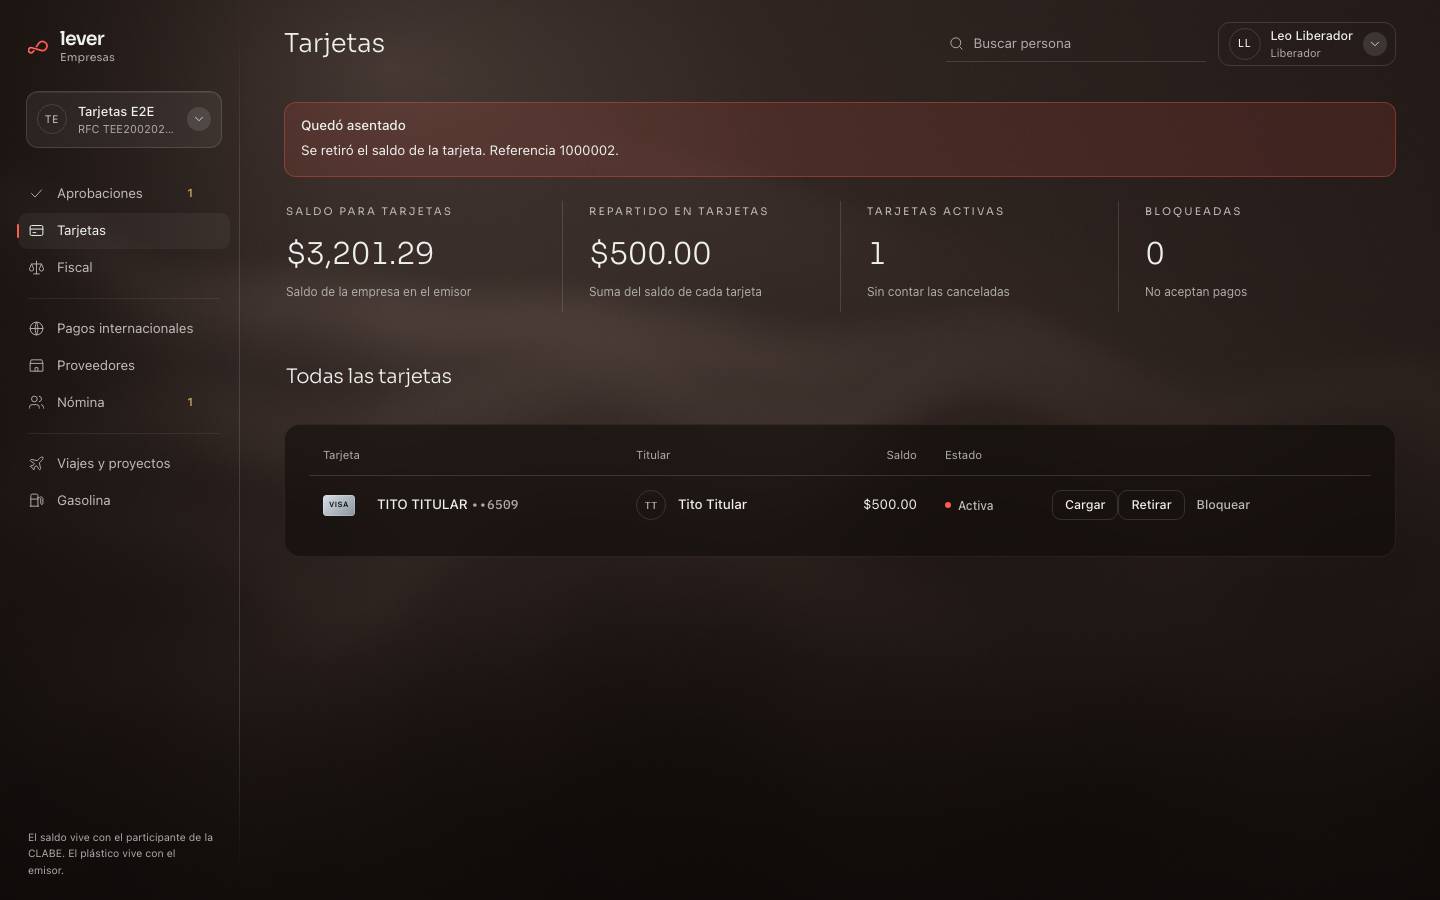 lever
Empresas
TE
Tarjetas E2E
RFC TEE200202...
Aprobaciones 1
Tarjetas
Fiscal
Pagos internacionales
Proveedores
Nómina 1
Viajes y proyectos
Gasolina
El saldo vive con el participante de la
CLABE. El plástico vive con el
emisor.
Tarjetas
Buscar persona
LL
Leo Liberador
Liberador
Quedó asentado
Se retiró el saldo de la tarjeta. Referencia 1000002.
SALDO PARA TARJETAS
$3,201.29
Saldo de la empresa en el emisor
REPARTIDO EN TARJETAS
$500.00
Suma del saldo de cada tarjeta
TARJETAS ACTIVAS
1
Sin contar las canceladas
BLOQUEADAS
0
No aceptan pagos
Todas las tarjetas
Tarjeta Titular Saldo Estado
VISA TITO TITULAR ••6509 TT Tito Titular $500.00 Activa Cargar Retirar Bloquear